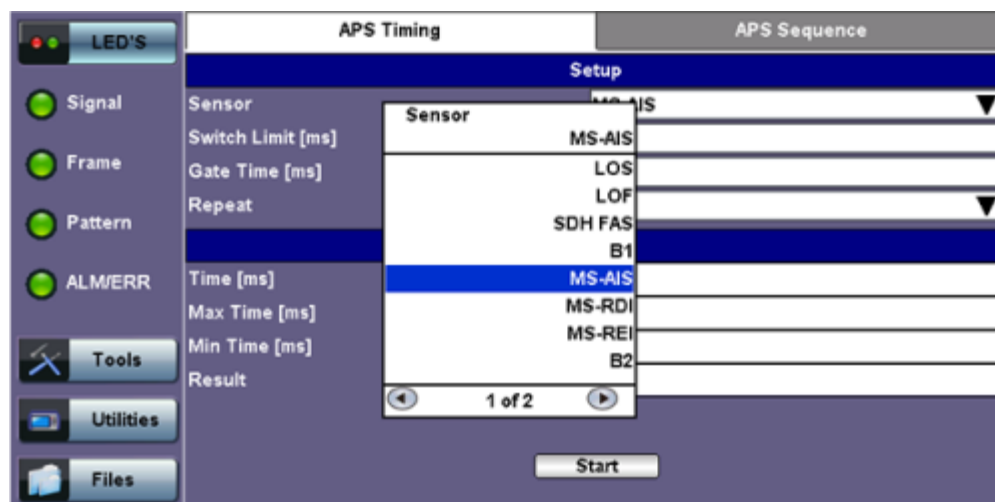 LED'S
Signal
Frame
Pattern
ALM/ERR
Tools
Utilities
Files
APS Timing
APS Sequence
Setup
Sensor
MS-AIS
Switch Limit [ms]
Gate Time [ms]
Repeat
Time [ms]
Max Time [ms]
Min Time [ms]
Result
Sensor
MS-AIS
LOS
LOF
SDH FAS
B1
MS-AIS
MS-RDI
MS-REI
B2
1 of 2
Start